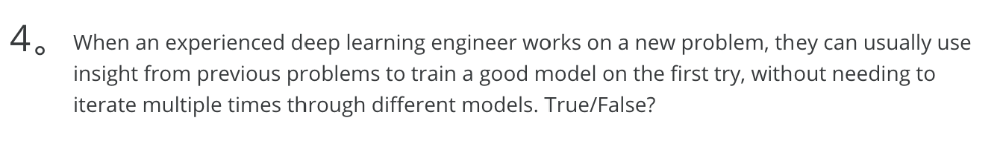 4。 When an experienced deep learning engineer works on a new problem, they can usually use
insight from previous problems to train a good model on the first try, without needing to
iterate multiple times through different models. True/False?